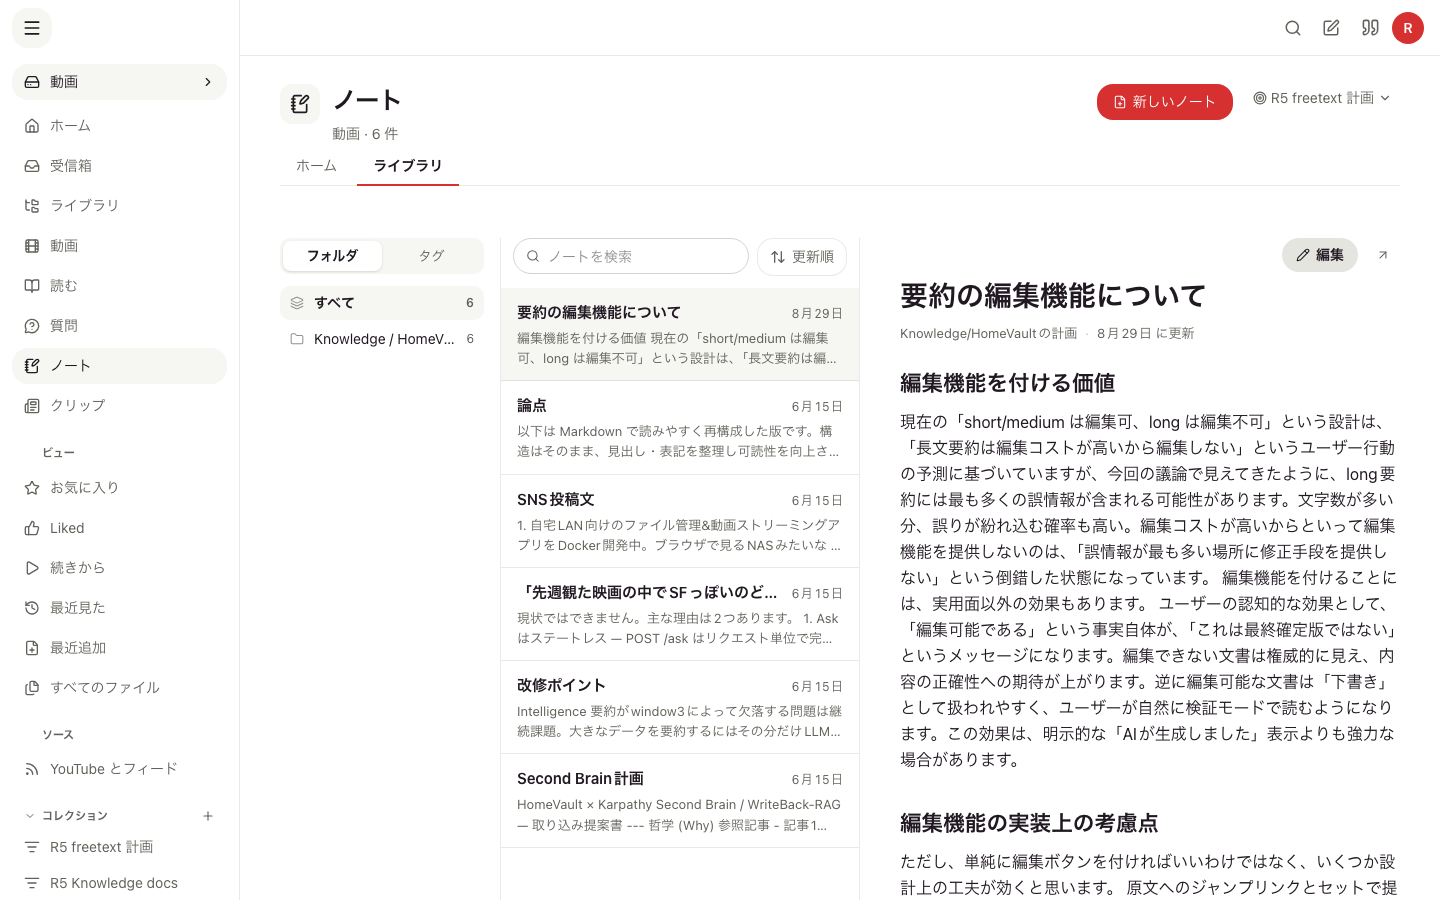 動画
ホーム
受信箱
ライブラリ
動画
読む
質問
ノート
クリップ
ビュー
お気に入り
Liked
続きから
最近見た
最近追加
すべてのファイル
ソース
YouTube とフィード
コレクション
R5 freetext 計画
R5 Knowledge docs
R
ノート
動画 · 6 件
新しいノート
R5 freetext 計画
ホーム
ライブラリ
フォルダ
タグ
すべて 6
Knowledge / HomeV... 6
ノートを検索
更新順
要約の編集機能について 8月29日
編集機能を付ける価値 現在の「short/medium は編集
可、long は編集不可」という設計は、「長文要約は編...
論点 6月15日
以下は Markdown で読みやすく再構成した版です。構
造はそのまま、見出し・表記を整理し可読性を向上さ...
SNS投稿文 6月15日
1. 自宅LAN向けのファイル管理&動画ストリーミングア
プリをDocker開発中。ブラウザで見るNASみたいな ...
「先週観た映画の中でSFっぽいのど... 6月15日
現状ではできません。主な理由は2つあります。 1. Ask
はステートレス — POST /ask はリクエスト単位で完...
改修ポイント 6月15日
Intelligence 要約がwindow3によって欠落する問題は継
続課題。大きなデータを要約するにはその分だけLLM...
Second Brain計画 6月15日
HomeVault × Karpathy Second Brain / WriteBack-RAG
— 取り込み提案書 --- 哲学 (Why) 参照記事 - 記事1...
編集
要約の編集機能について
Knowledge/HomeVaultの計画 · 8月29日 に更新
編集機能を付ける価値
現在の「short/medium は編集可、long は編集不可」という設計は、
「長文要約は編集コストが高いから編集しない」というユーザー行動
の予測に基づいていますが、今回の議論で見えてきたように、long要
約には最も多くの誤情報が含まれる可能性があります。文字数が多い
分、誤りが紛れ込む確率も高い。編集コストが高いからといって編集
機能を提供しないのは、「誤情報が最も多い場所に修正手段を提供し
ない」という倒錯した状態になっています。 編集機能を付けることに
は、実用面以外の効果もあります。 ユーザーの認知的な効果として、
「編集可能である」という事実自体が、「これは最終確定版ではない」
というメッセージになります。編集できない文書は権威的に見え、内
容の正確性への期待が上がります。逆に編集可能な文書は「下書き」
として扱われやすく、ユーザーが自然に検証モードで読むようになり
ます。この効果は、明示的な「AIが生成しました」表示よりも強力な
場合があります。
編集機能の実装上の考慮点
ただし、単純に編集ボタンを付ければいいわけではなく、いくつか設
計上の工夫が効くと思います。 原文へのジャンプリンクとセットで提